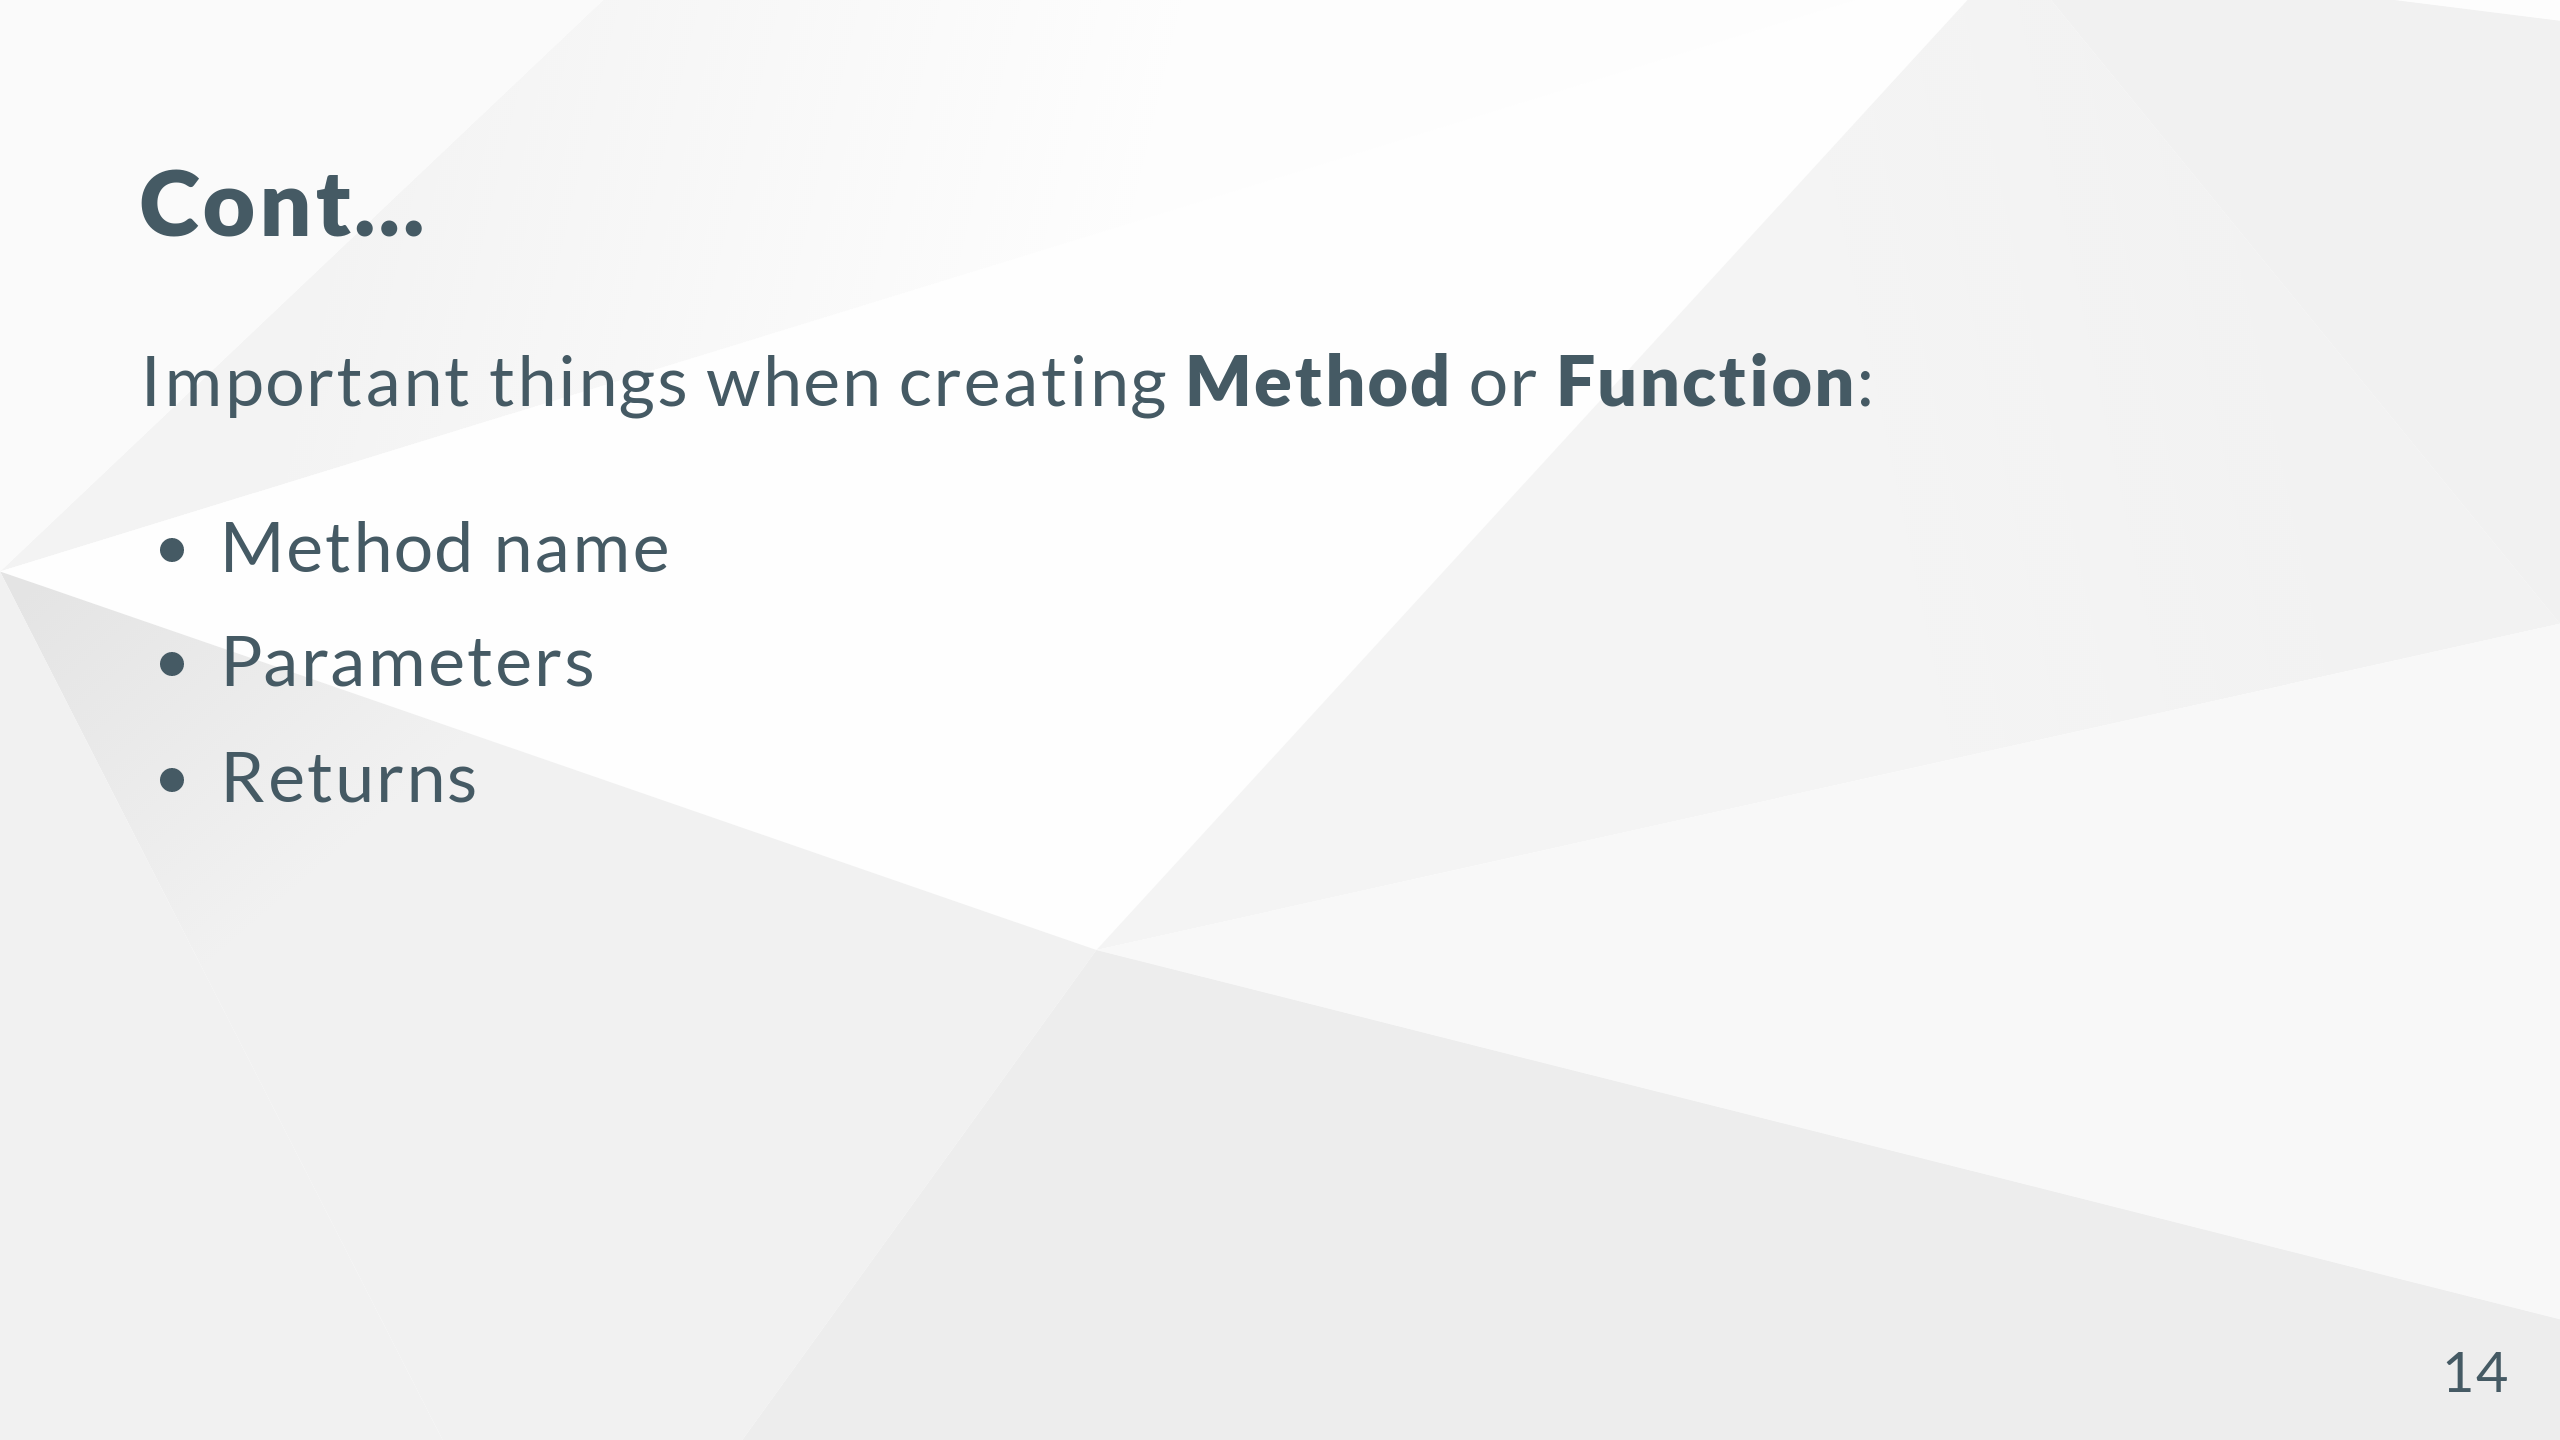 Cont...
Important things when creating Method or Function:
• Method name
• Parameters
• Returns
14